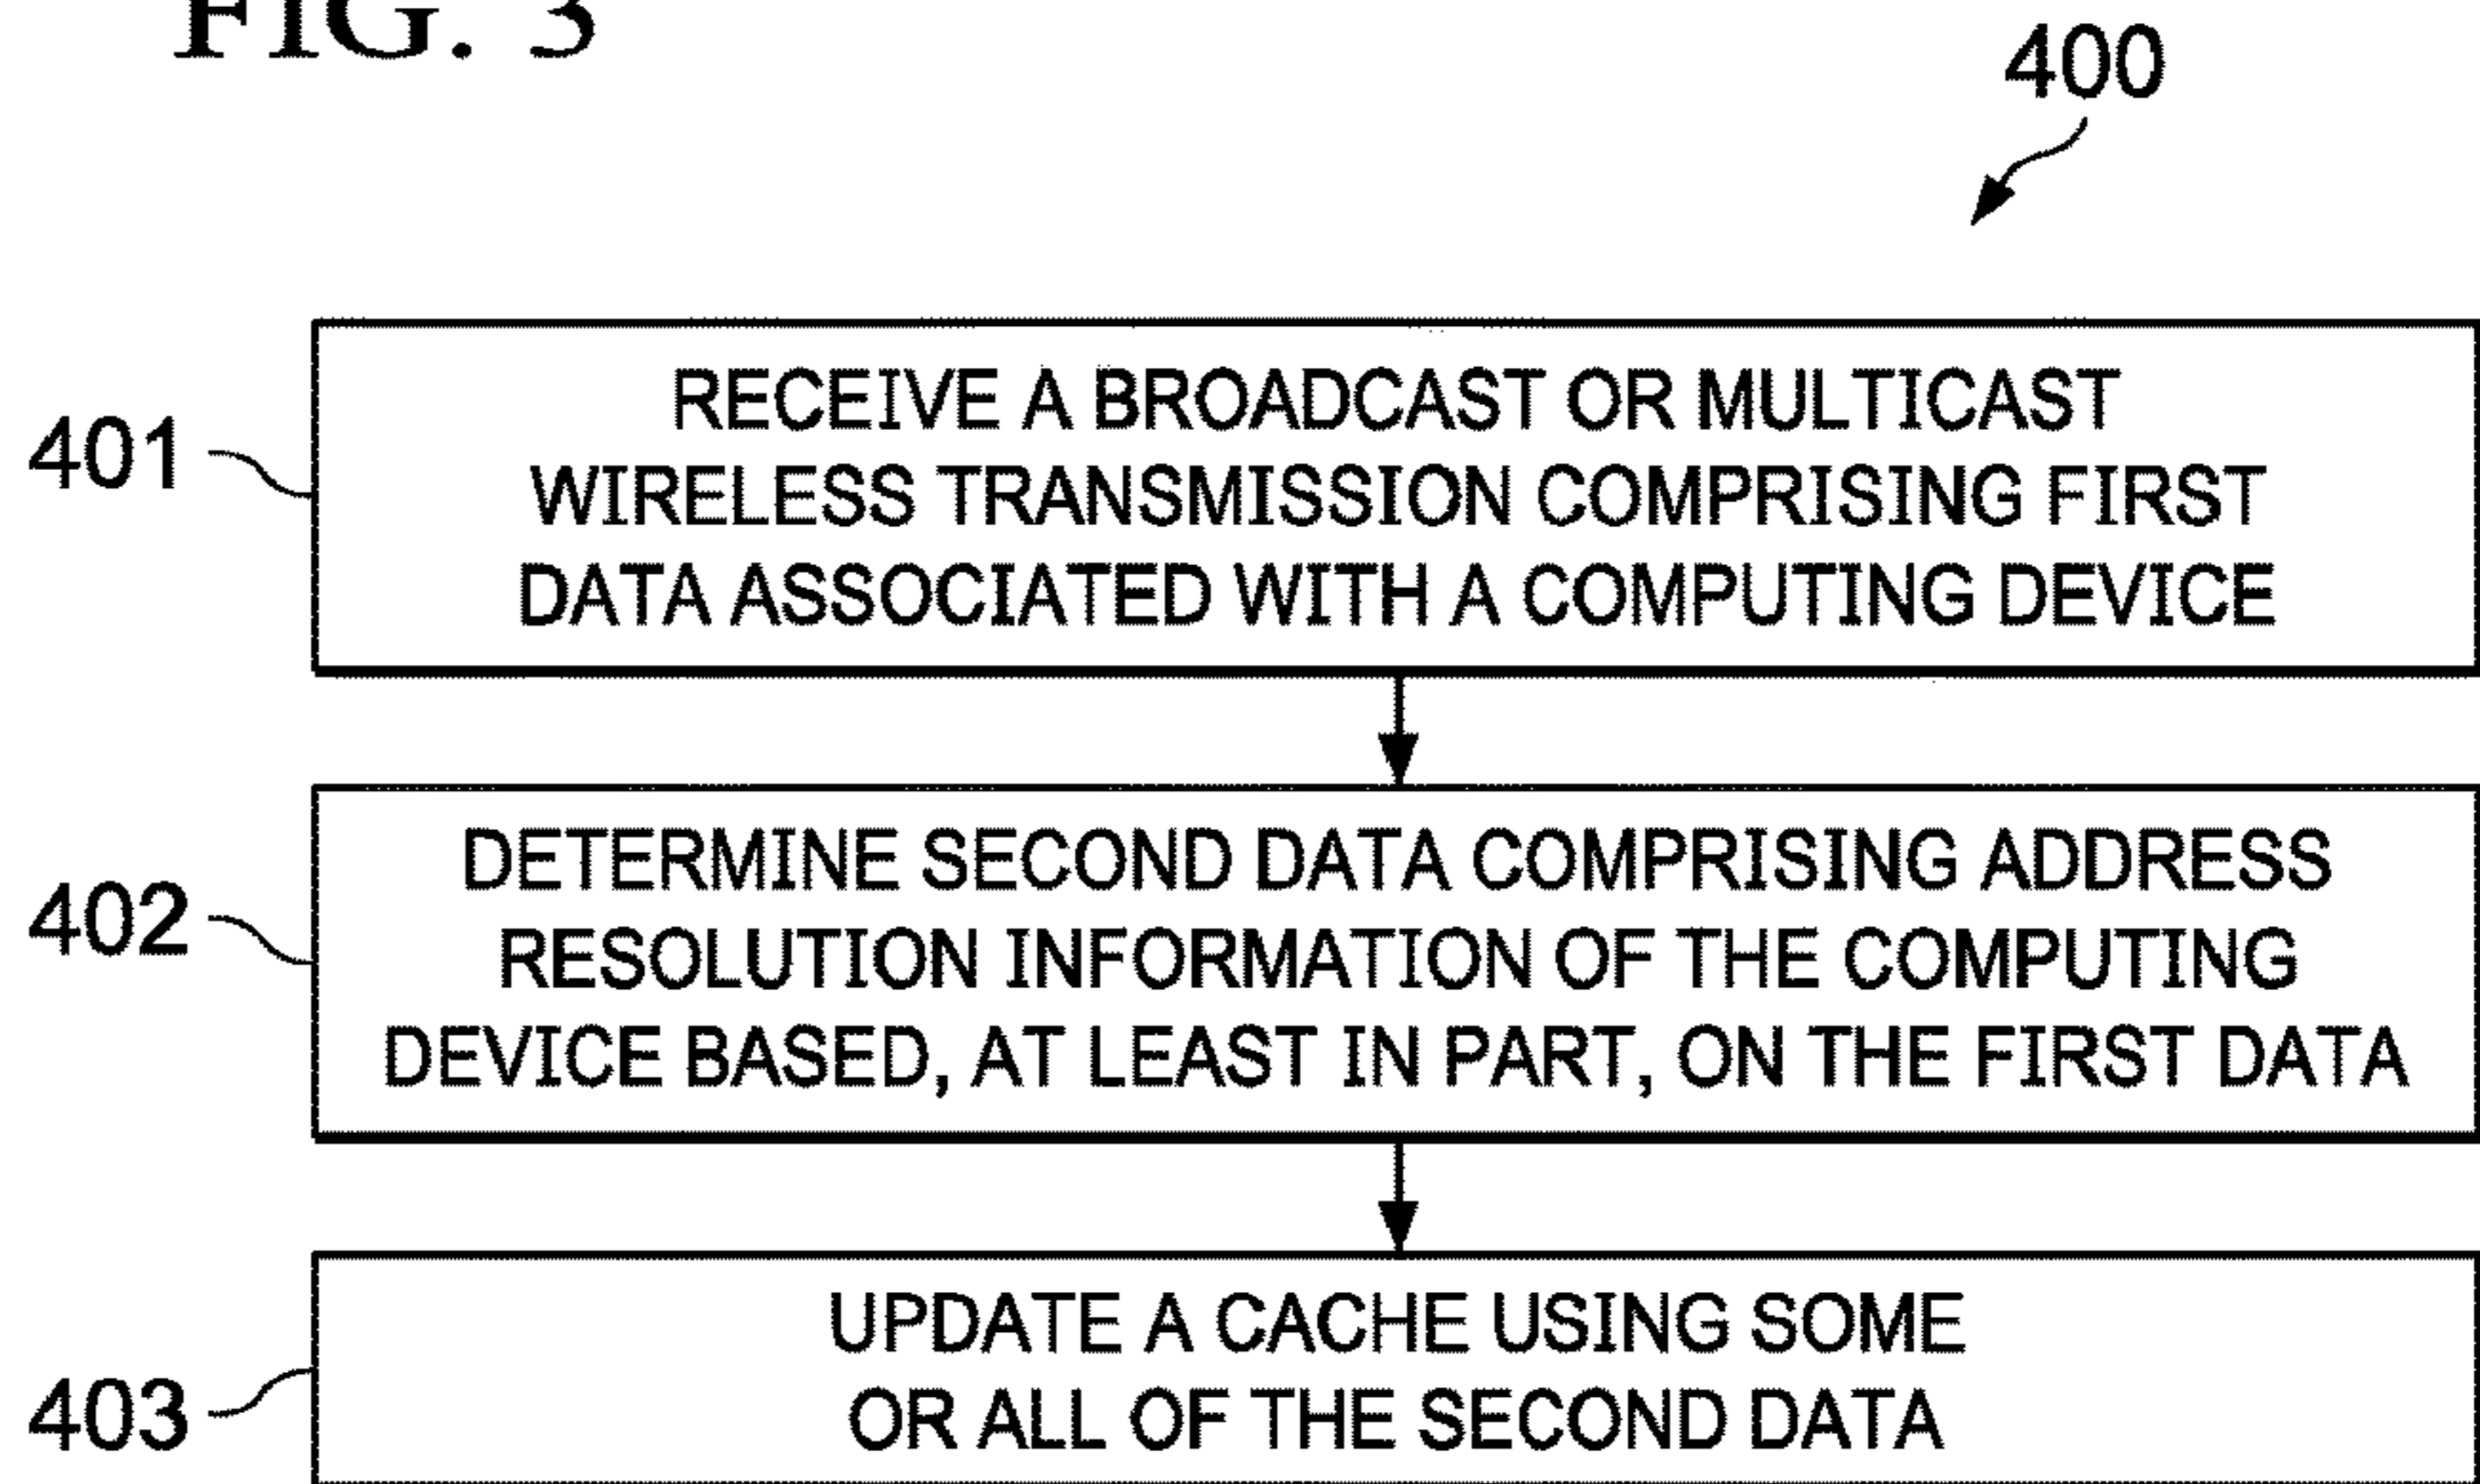 FIG. 3
400
401
RECEIVE A BROADCAST OR MULTICAST
WIRELESS TRANSMISSION COMPRISING FIRST
DATA ASSOCIATED WITH A COMPUTING DEVICE
402
DETERMINE SECOND DATA COMPRISING ADDRESS
RESOLUTION INFORMATION OF THE COMPUTING
DEVICE BASED, AT LEAST IN PART, ON THE FIRST DATA
403
UPDATE A CACHE USING SOME
OR ALL OF THE SECOND DATA